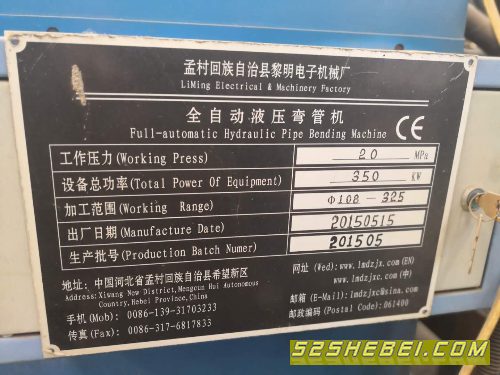 孟村回族自治县黎明电子机械厂
LiMing Electrical & Machinery Factory
全自动液压弯管机
Full-automatic Hydraulic Pipe Bending Machine CE
工作压力(Working Press) 20 MPa
设备总功率(Total Power Of Equipment) 350 KW
加工范围(Working Range) Φ108-325
出厂日期(Manufacture Date) 20150515
生产批号(Production Batch Numer) 201505
地址: 中国河北省孟村回族自治县希望新区
Address: Xiwang New District, Mengcun Hui Autonomous
Country, Hebei Province, China
手机(Mob) 0086-139-31703233
传真(Fax) 0086-317-6817833
网址 (Wed):www.lmdzjx.com(EN)
www.lmdzjxc.com(中)
邮箱 (E-Mail):lmdzjxc@sina.com
邮政编码(Postal Code):061400
52SHEBEI.COM